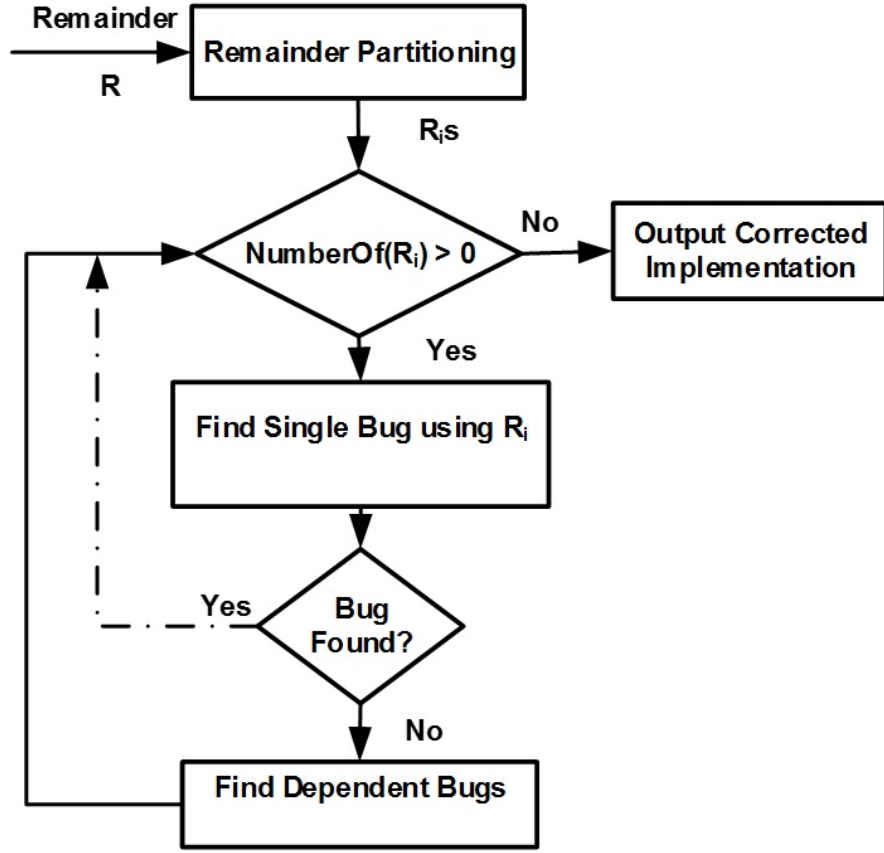 Remainder
R
Remainder Partitioning
Rᵢs
NumberOf(Rᵢ) > 0
No
Output Corrected
Implementation
Yes
Find Single Bug using Rᵢ
Bug
Found?
Yes
No
Find Dependent Bugs